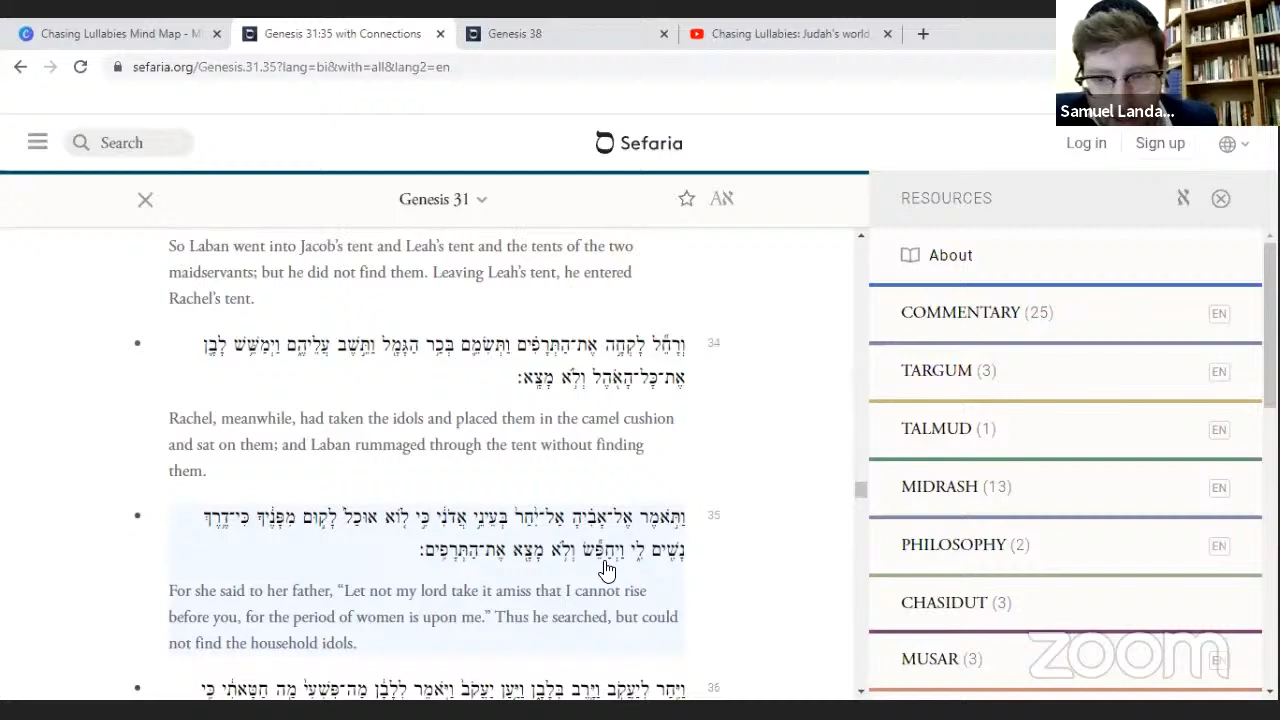 Chasing Lullabies Mind Map - M
Genesis 31:35 with Connections
Genesis 38
Chasing Lullabies: Judah's world
sefaria.org/Genesis.31.35?lang=bi&with=all&lang2=en
Samuel Landa...
Search
Sefaria
Log in
Sign up
Genesis 31
Aא
RESOURCES
א
So Laban went into Jacob's tent and Leah's tent and the tents of the two
maidservants; but he did not find them. Leaving Leah's tent, he entered
Rachel's tent.
34
וְרָחֵ֞ל לָקְחָ֣ה אֶת־הַתְּרָפִ֗ים וַתְּשִׂמֵ֛ם בְּכַ֥ר הַגָּמָ֖ל וַתֵּ֣שֶׁב עֲלֵיהֶ֑ם וַיְמַשֵּׁ֥שׁ לָבָ֛ן
אֶת־כׇּל־הָאֹ֖הֶל וְלֹ֥א מָצָֽא׃
Rachel, meanwhile, had taken the idols and placed them in the camel cushion
and sat on them; and Laban rummaged through the tent without finding
them.
35
וַתֹּ֣אמֶר אֶל־אָבִ֗יהָ אַל־יִ֙חַר֙ בְּעֵינֵ֣י אֲדֹנִ֔י כִּ֣י ל֤וֹא אוּכַל֙ לָק֣וּם מִפָּנֶ֔יךָ כִּי־דֶ֥רֶךְ
נָשִׁ֖ים לִ֑י וַיְחַפֵּ֕שׂ וְלֹ֥א מָצָ֖א אֶת־הַתְּרָפִֽים׃
For she said to her father, “Let not my lord take it amiss that I cannot rise
before you, for the period of women is upon me.” Thus he searched, but could
not find the household idols.
36
וַיִּ֥חַר לְיַעֲקֹ֖ב וַיָּ֣רֶב בְּלָבָ֑ן וַיַּ֤עַן יַעֲקֹב֙ וַיֹּ֣אמֶר לְלָבָ֔ן מַה־פִּשְׁעִי֙ מַ֣ה חַטָּאתִ֔י כִּ֥י
About
COMMENTARY (25) EN
TARGUM (3) EN
TALMUD (1) EN
MIDRASH (13) EN
PHILOSOPHY (2) EN
CHASIDUT (3)
MUSAR (3) EN
zoom